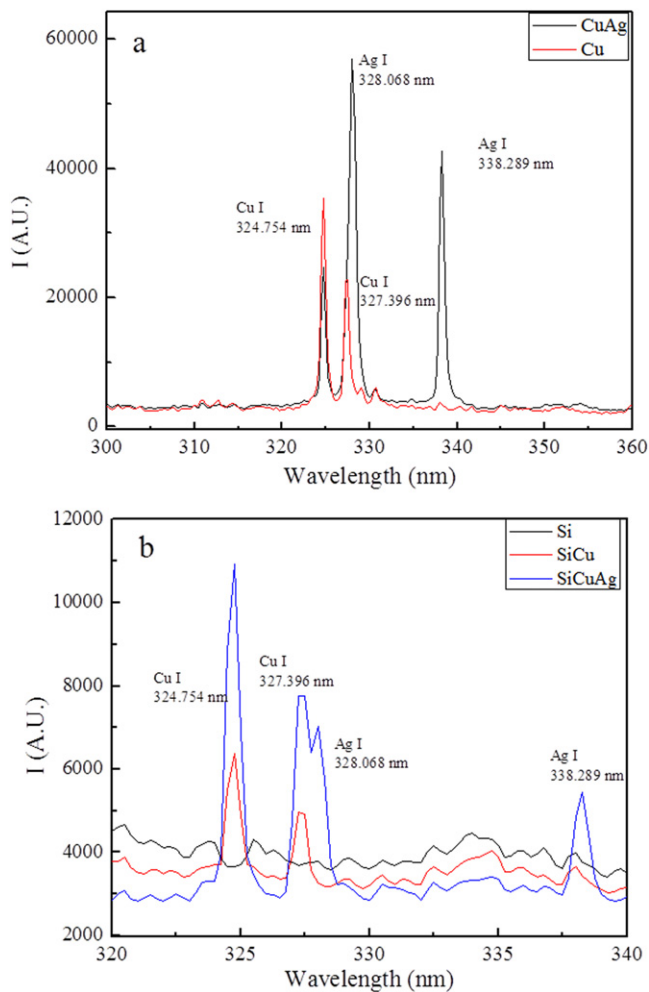 a
CuAg
Cu
60000
40000
20000
0
I (A.U.)
Ag I
328.068 nm
Ag I
338.289 nm
Cu I
324.754 nm
Cu I
327.396 nm
300 310 320 330 340 350 360
Wavelength (nm)
b
Si
SiCu
SiCuAg
12000
10000
8000
6000
4000
2000
I (A.U.)
Cu I
324.754 nm
Cu I
327.396 nm
Ag I
328.068 nm
Ag I
338.289 nm
320 325 330 335 340
Wavelength (nm)